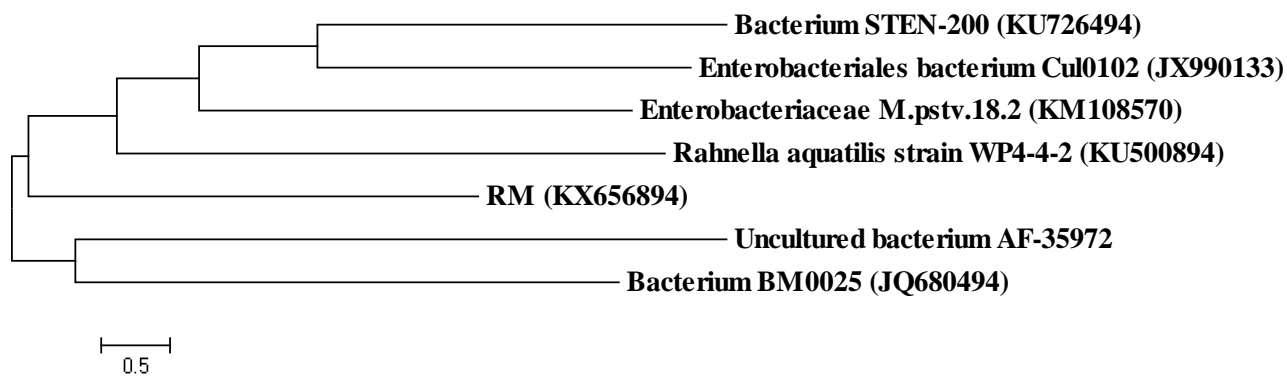 Bacterium STEN-200 (KU726494)
Enterobacteriales bacterium Cul0102 (JX990133)
Enterobacteriaceae M.pstv.18.2 (KM108570)
Rahnella aquatilis strain WP4-4-2 (KU500894)
RM (KX656894)
Uncultured bacterium AF-35972
Bacterium BM0025 (JQ680494)
0.5